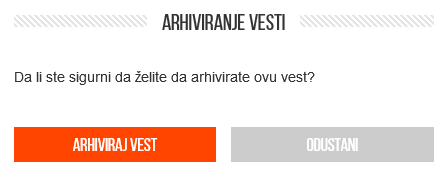 ARHIVIRANJE VESTI
Da li ste sigurni da želite da arhivirate ovu vest?
ARHIVIRAJ VEST
ODUSTANI